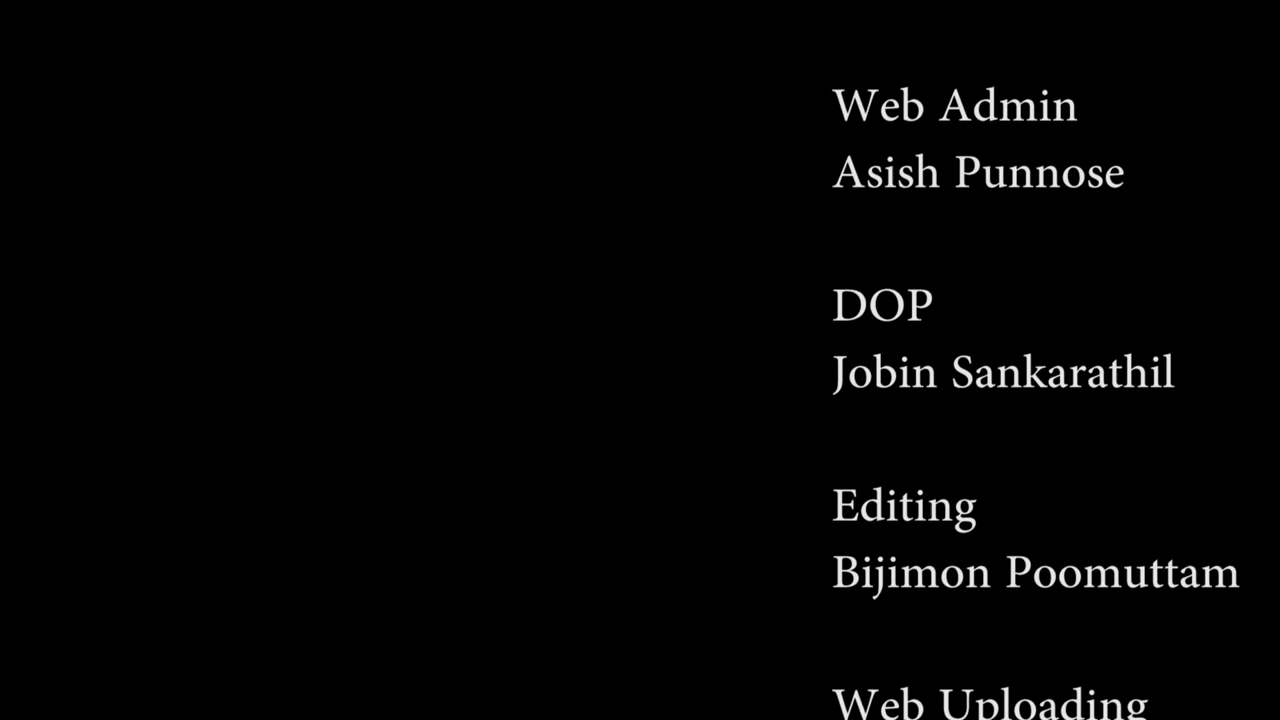 Web Admin
Asish Punnose
DOP
Jobin Sankarathil
Editing
Bijimon Poomuttam
Web Uploading